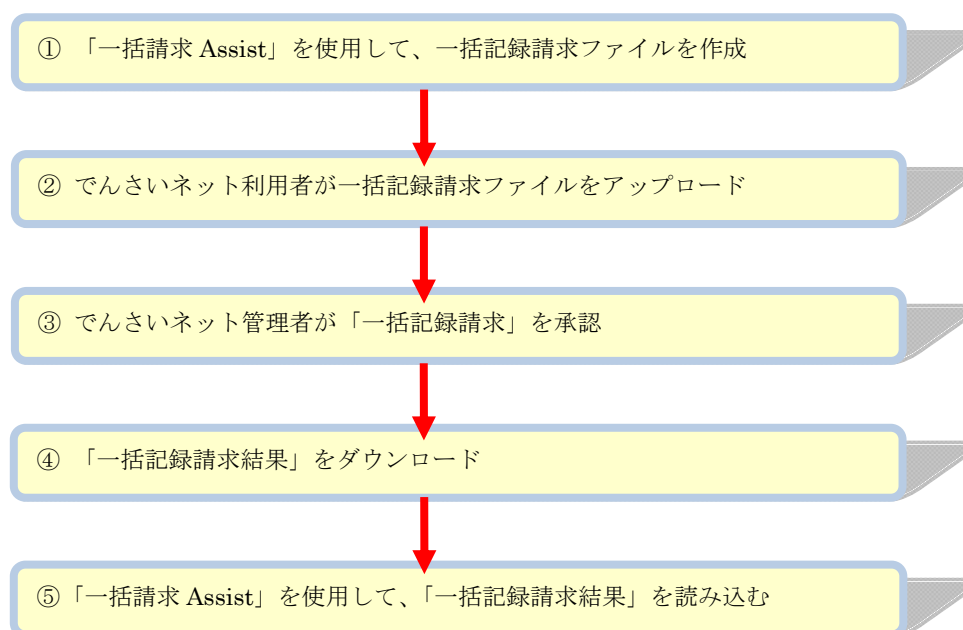 ① 「一括請求 Assist」を使用して、一括記録請求ファイルを作成
② でんさいネット利用者が一括記録請求ファイルをアップロード
③ でんさいネット管理者が「一括記録請求」を承認
④ 「一括記録請求結果」をダウンロード
⑤「一括請求 Assist」を使用して、「一括記録請求結果」を読み込む